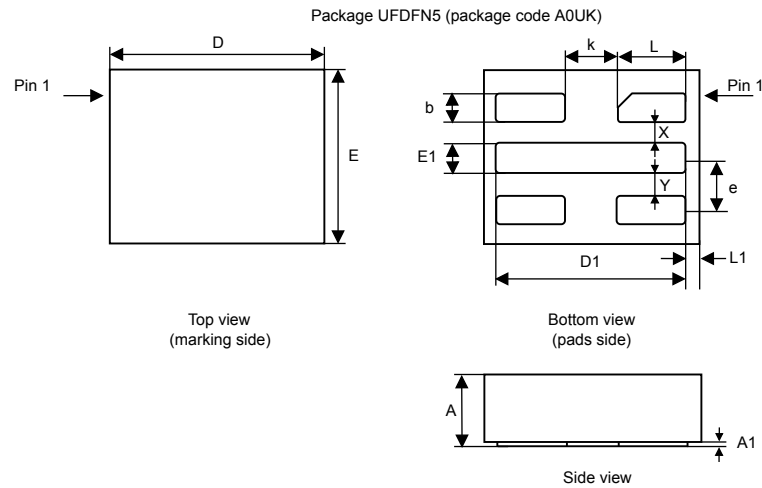 Package UFDFN5 (package code A0UK)
D
k
L
Pin 1
Pin 1
b
X
E
E1
Y
e
D1
L1
Top view
(marking side)
Bottom view
(pads side)
A
A1
Side view